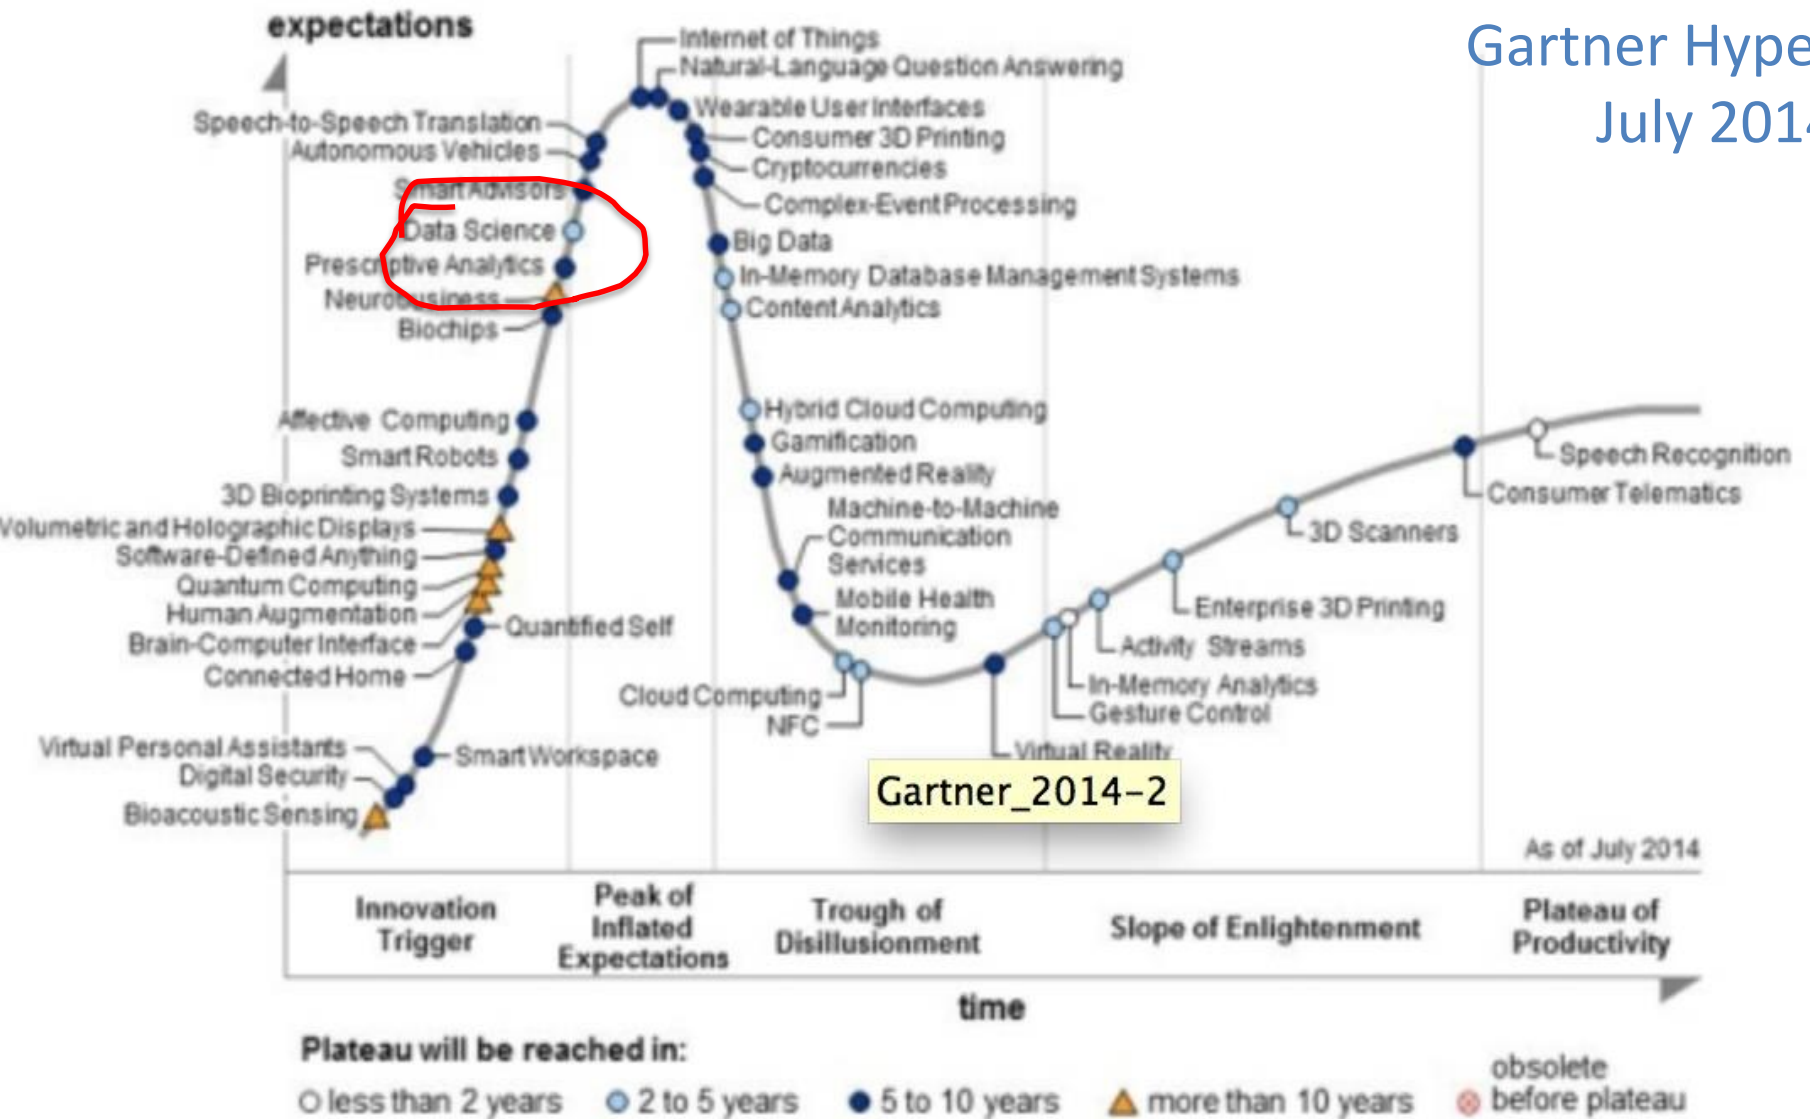 expectations
Gartner Hype
July 2014
Internet of Things
Natural-Language Question Answering
Wearable User Interfaces
Consumer 3D Printing
Cryptocurrencies
Complex-Event Processing
Speech-to-Speech Translation
Autonomous Vehicles
Smart Advisors
Data Science
Prescriptive Analytics
Neurobusiness
Biochips
Big Data
In-Memory Database Management Systems
Content Analytics
Affective Computing
Smart Robots
3D Bioprinting Systems
Volumetric and Holographic Displays
Software-Defined Anything
Quantum Computing
Human Augmentation
Brain-Computer Interface
Connected Home
Quantified Self
Virtual Personal Assistants
Digital Security
Bioacoustic Sensing
Smart Workspace
Hybrid Cloud Computing
Gamification
Augmented Reality
Machine-to-Machine
Communication
Services
Mobile Health
Monitoring
Cloud Computing
NFC
Virtual Reality
Gesture Control
In-Memory Analytics
Activity Streams
Enterprise 3D Printing
3D Scanners
Consumer Telematics
Speech Recognition
Gartner_2014-2
As of July 2014
Innovation
Trigger
Peak of
Inflated
Expectations
Trough of
Disillusionment
Slope of Enlightenment
Plateau of
Productivity
time
Plateau will be reached in:
less than 2 years
2 to 5 years
5 to 10 years
more than 10 years
obsolete
before plateau